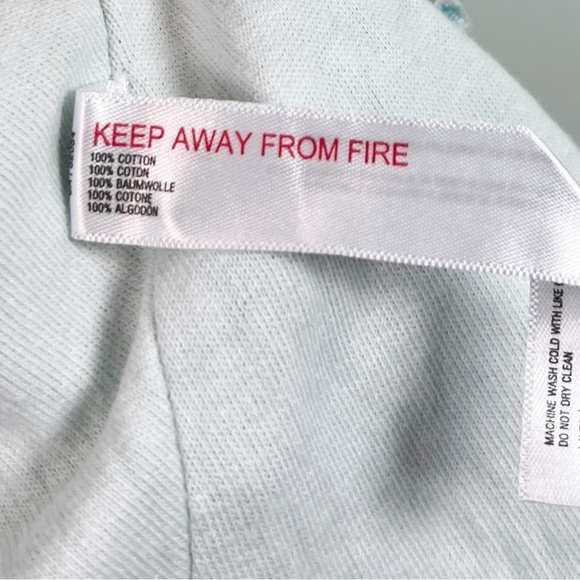 KEEP AWAY FROM FIRE
100% COTTON
100% COTON
100% BAUMWOLLE
100% COTONE
100% ALGODÓN
MACHINE WASH COLD WITH LIKE
DO NOT DRY CLEAN